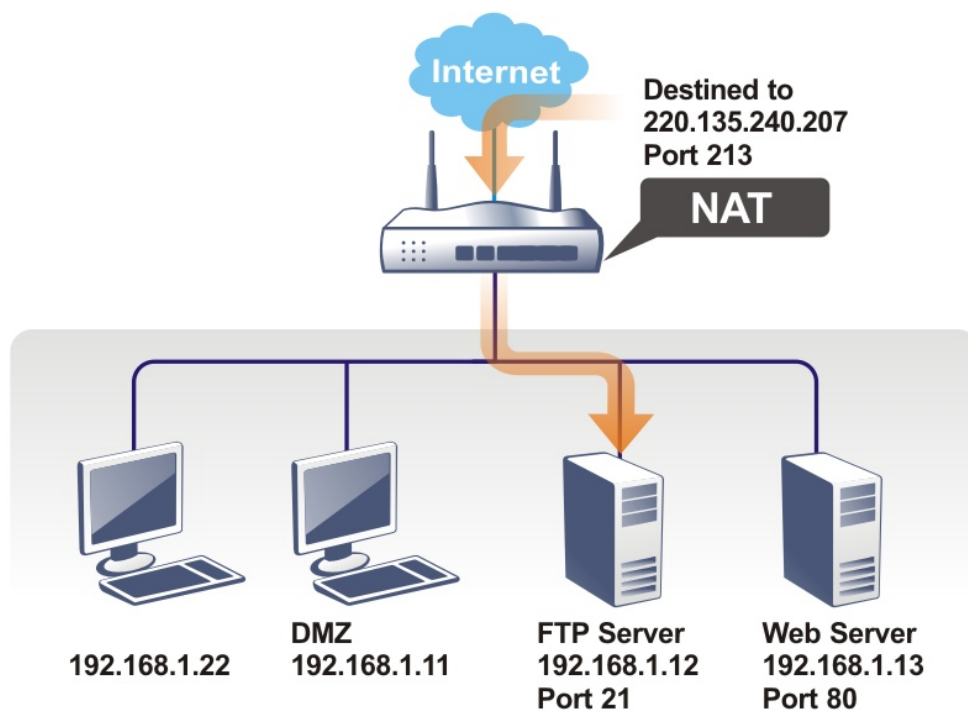 Internet
Destined to
220.135.240.207
Port 213
NAT
192.168.1.22
DMZ
192.168.1.11
FTP Server
192.168.1.12
Port 21
Web Server
192.168.1.13
Port 80